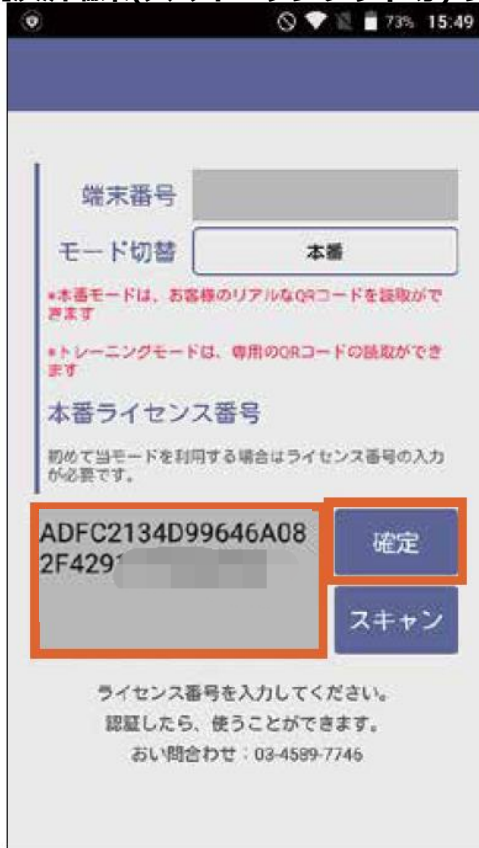 73% 15:49
端末番号
モード切替 本番
*本番モードは、お客様のリアルなQRコードを読取がで
きます
*トレーニングモードは、専用のQRコードの読取ができ
ます
本番ライセンス番号
初めて当モードを利用する場合はライセンス番号の入力
が必要です。
ADFC2134D99646A08
2F429
確定
スキャン
ライセンス番号を入力してください。
認証したら、使うことができます。
おい問合わせ：03-4589-7746